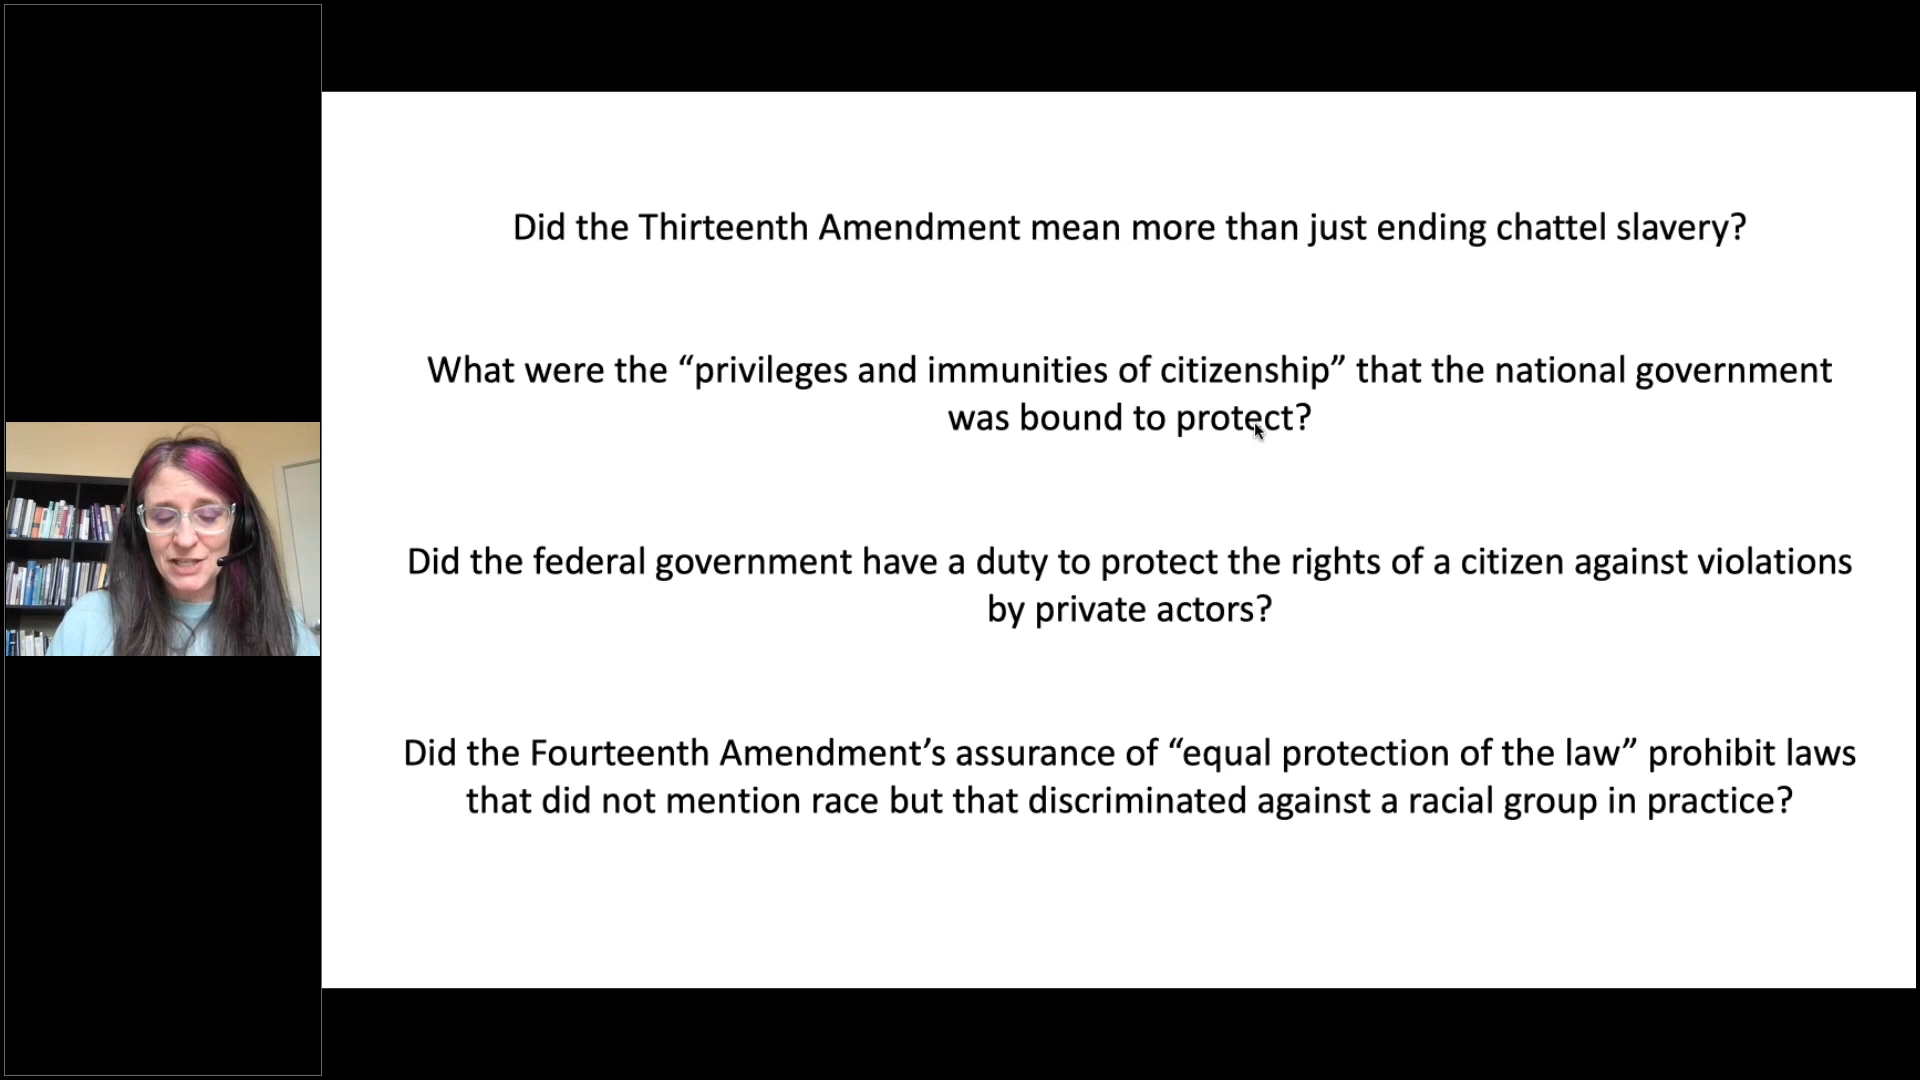 Did the Thirteenth Amendment mean more than just ending chattel slavery?
What were the “privileges and immunities of citizenship” that the national government
was bound to protect?
Did the federal government have a duty to protect the rights of a citizen against violations
by private actors?
Did the Fourteenth Amendment’s assurance of “equal protection of the law” prohibit laws
that did not mention race but that discriminated against a racial group in practice?